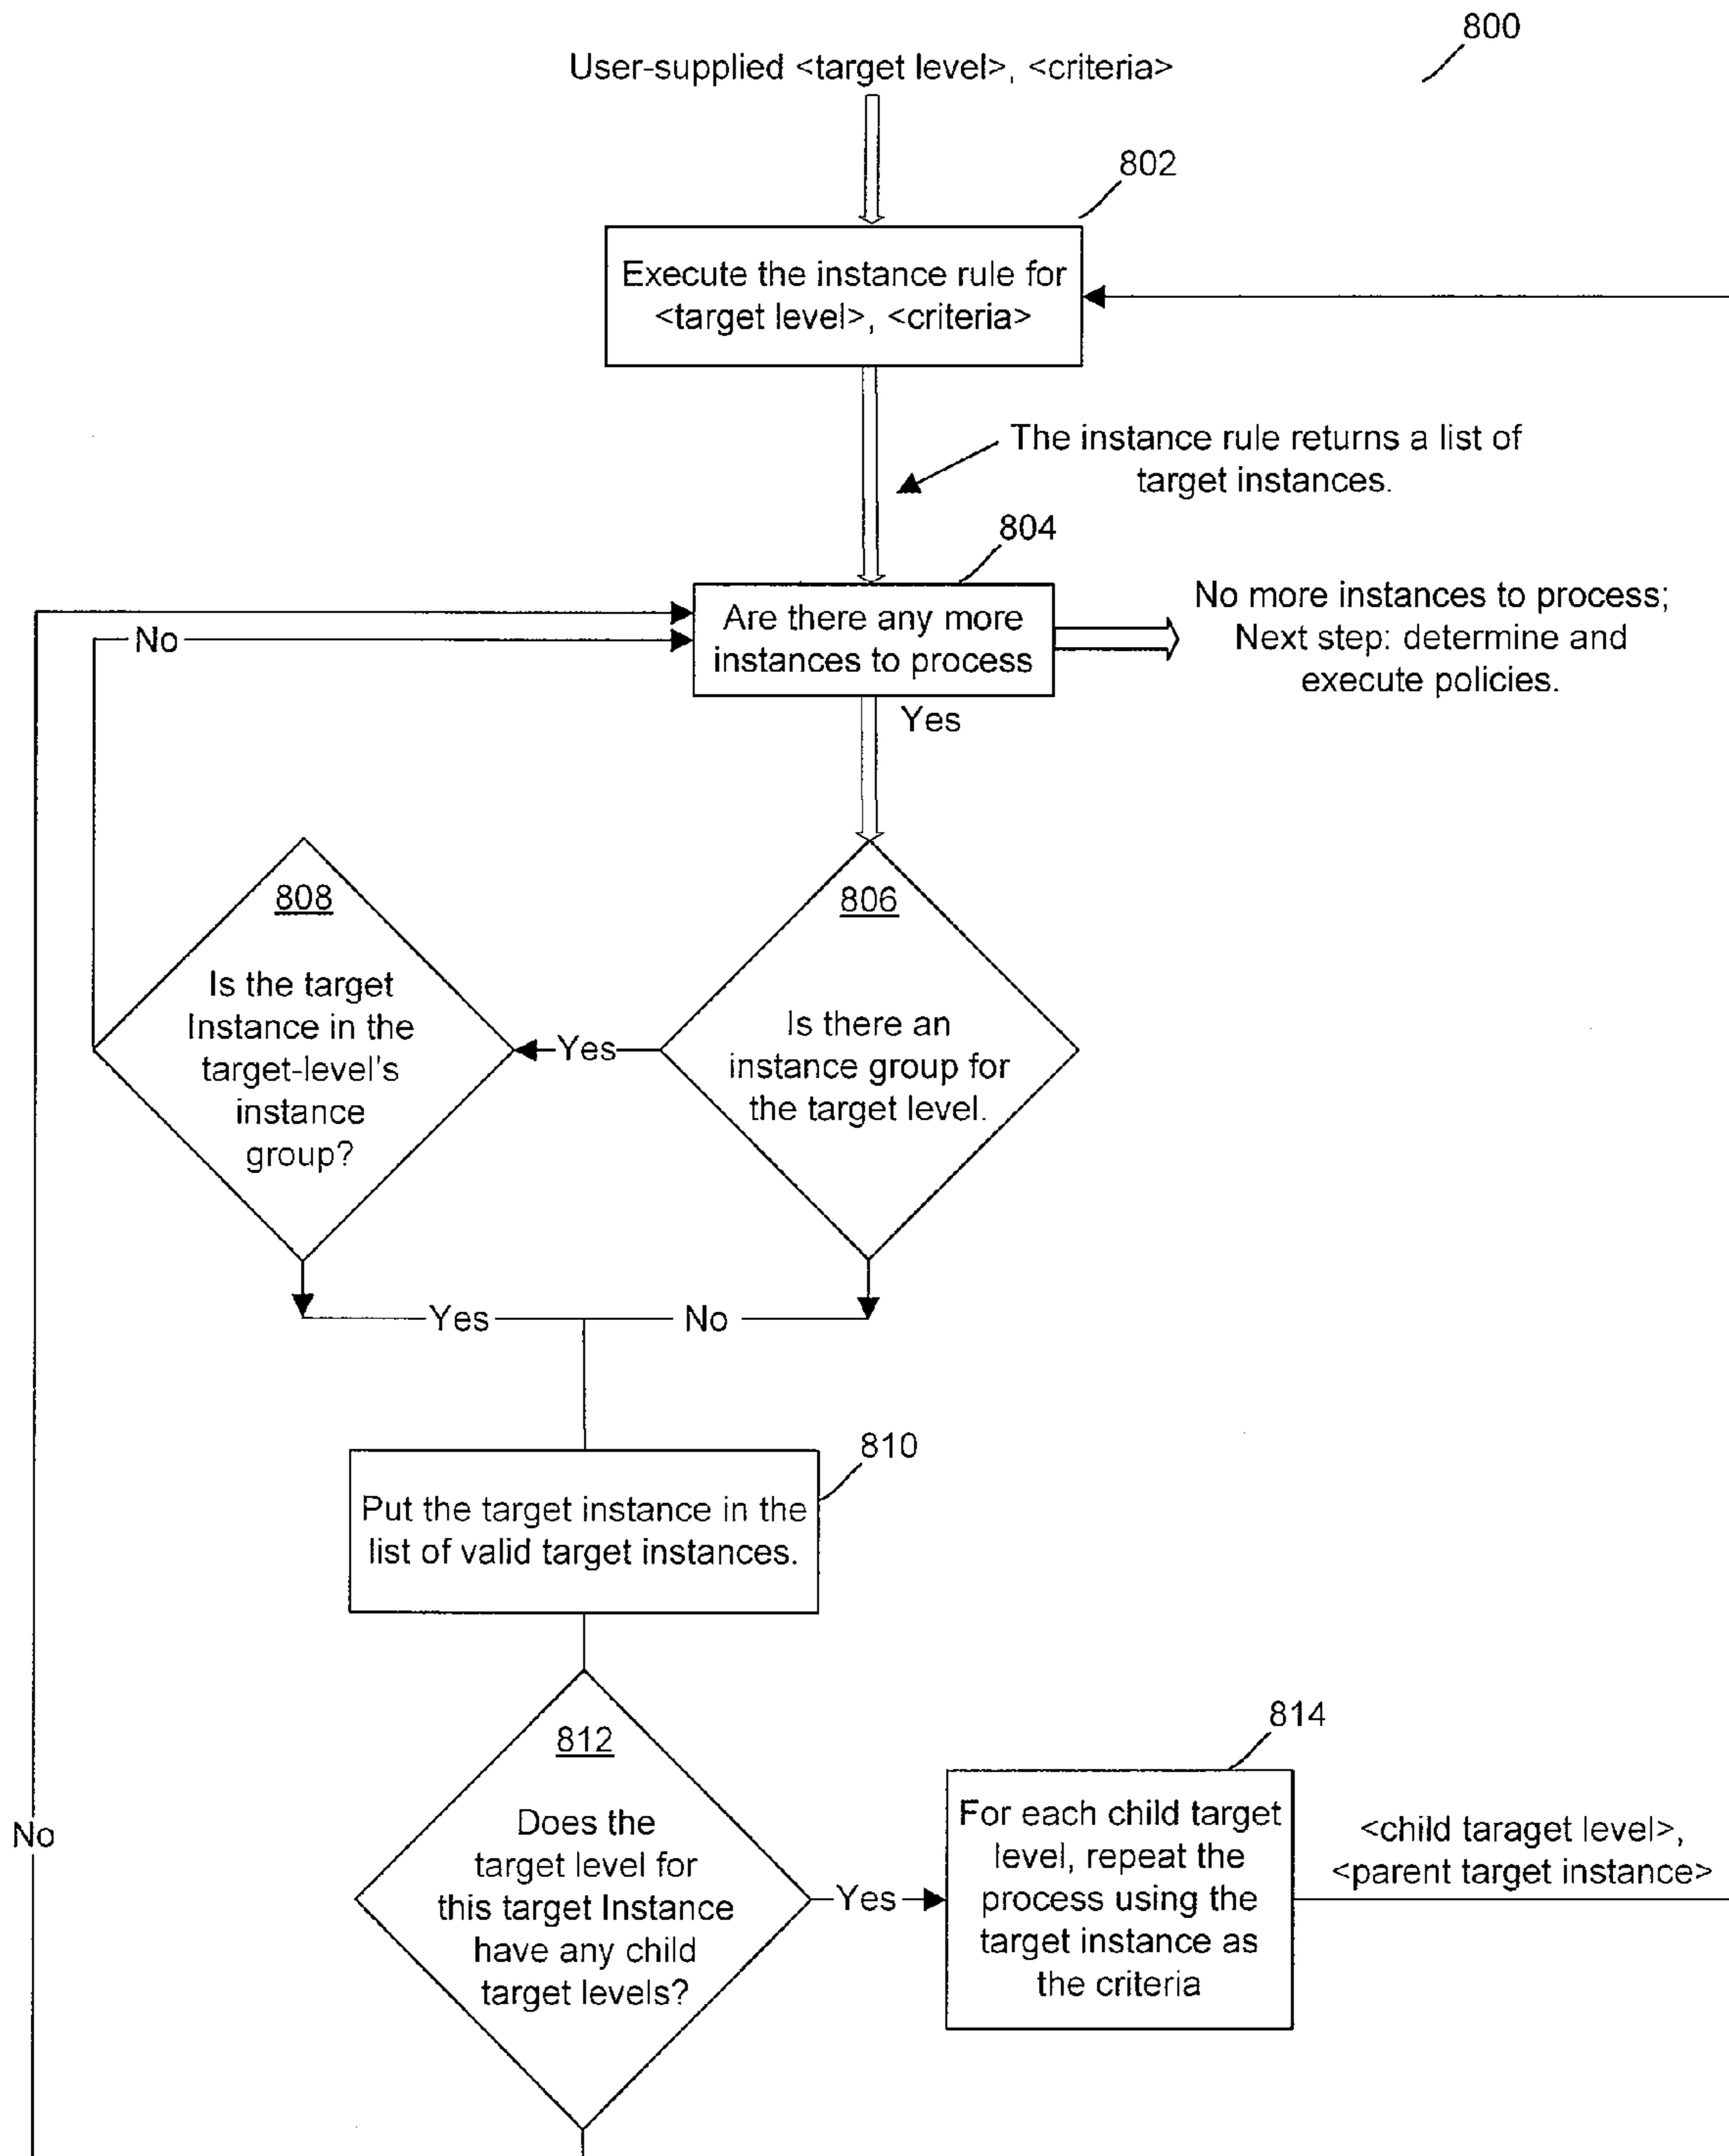 800
User-supplied <target level>, <criteria>
802
Execute the instance rule for
<target level>, <criteria>
The instance rule returns a list of
target instances.
804
Are there any more
instances to process
No more instances to process;
Next step: determine and
execute policies.
No
Yes
808
Is the target
Instance in the
target-level's
instance
group?
Yes
806
Is there an
instance group for
the target level.
Yes
No
810
Put the target instance in the
list of valid target instances.
812
Does the
target level for
this target Instance
have any child
target levels?
Yes
814
For each child target
level, repeat the
process using the
target instance as
the criteria
<child taraget level>,
<parent target instance>
No